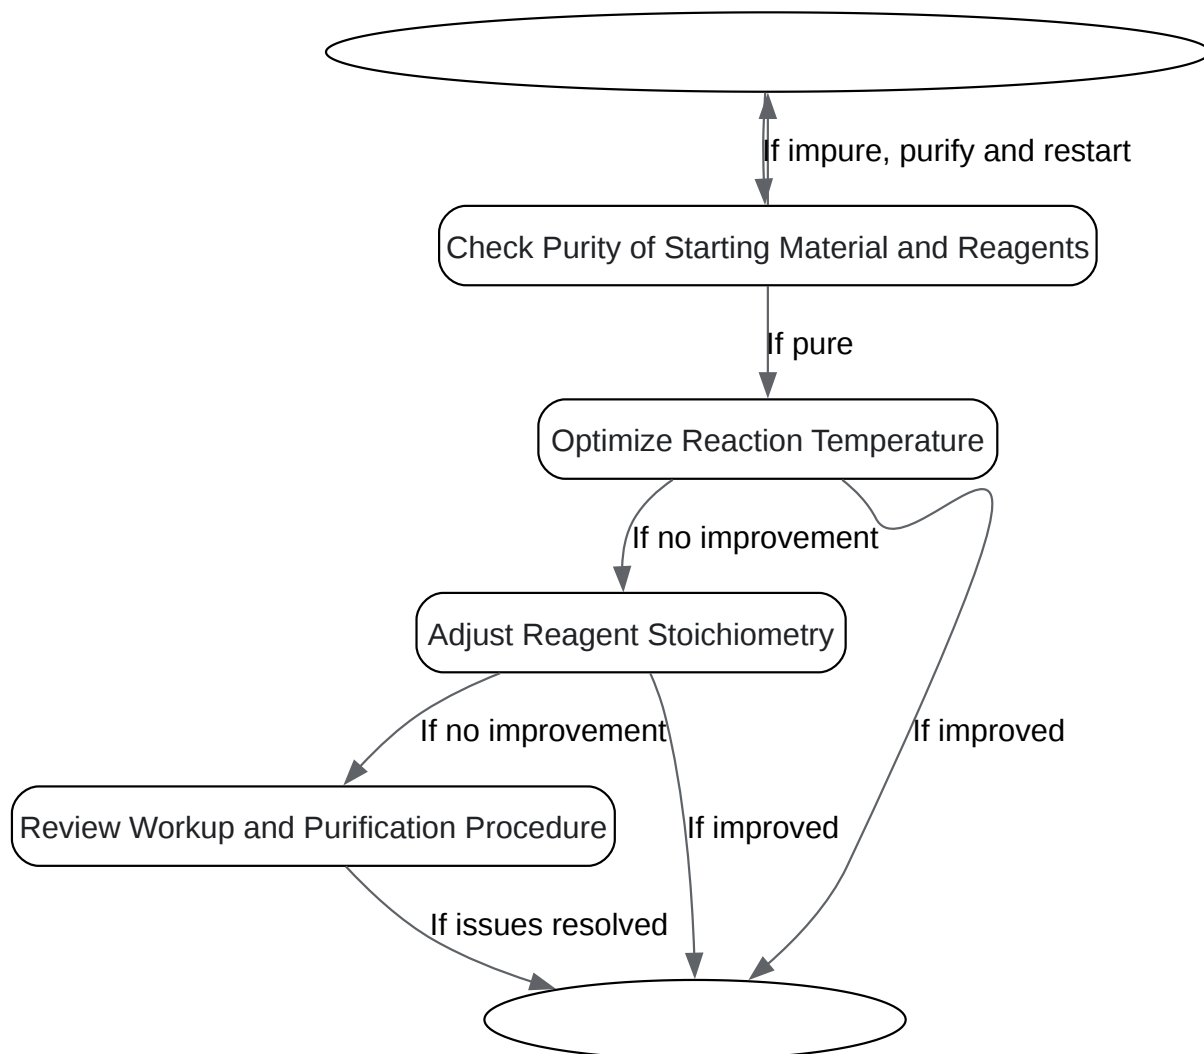 If impure, purify and restart
Check Purity of Starting Material and Reagents
If pure
Optimize Reaction Temperature
If no improvement
Adjust Reagent Stoichiometry
If no improvement
If improved
Review Workup and Purification Procedure
If improved
If issues resolved